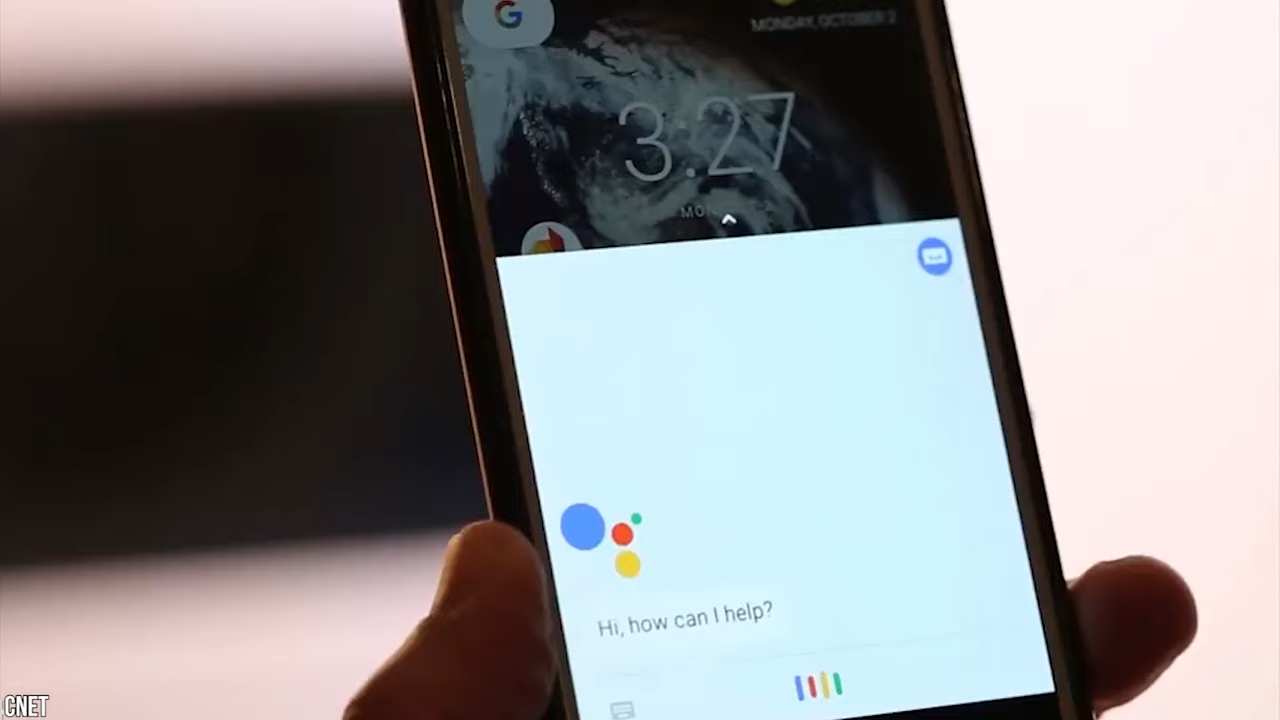 G
MONDAY, OCTOBER 2
3.27
Hi, how can I help?
CNET